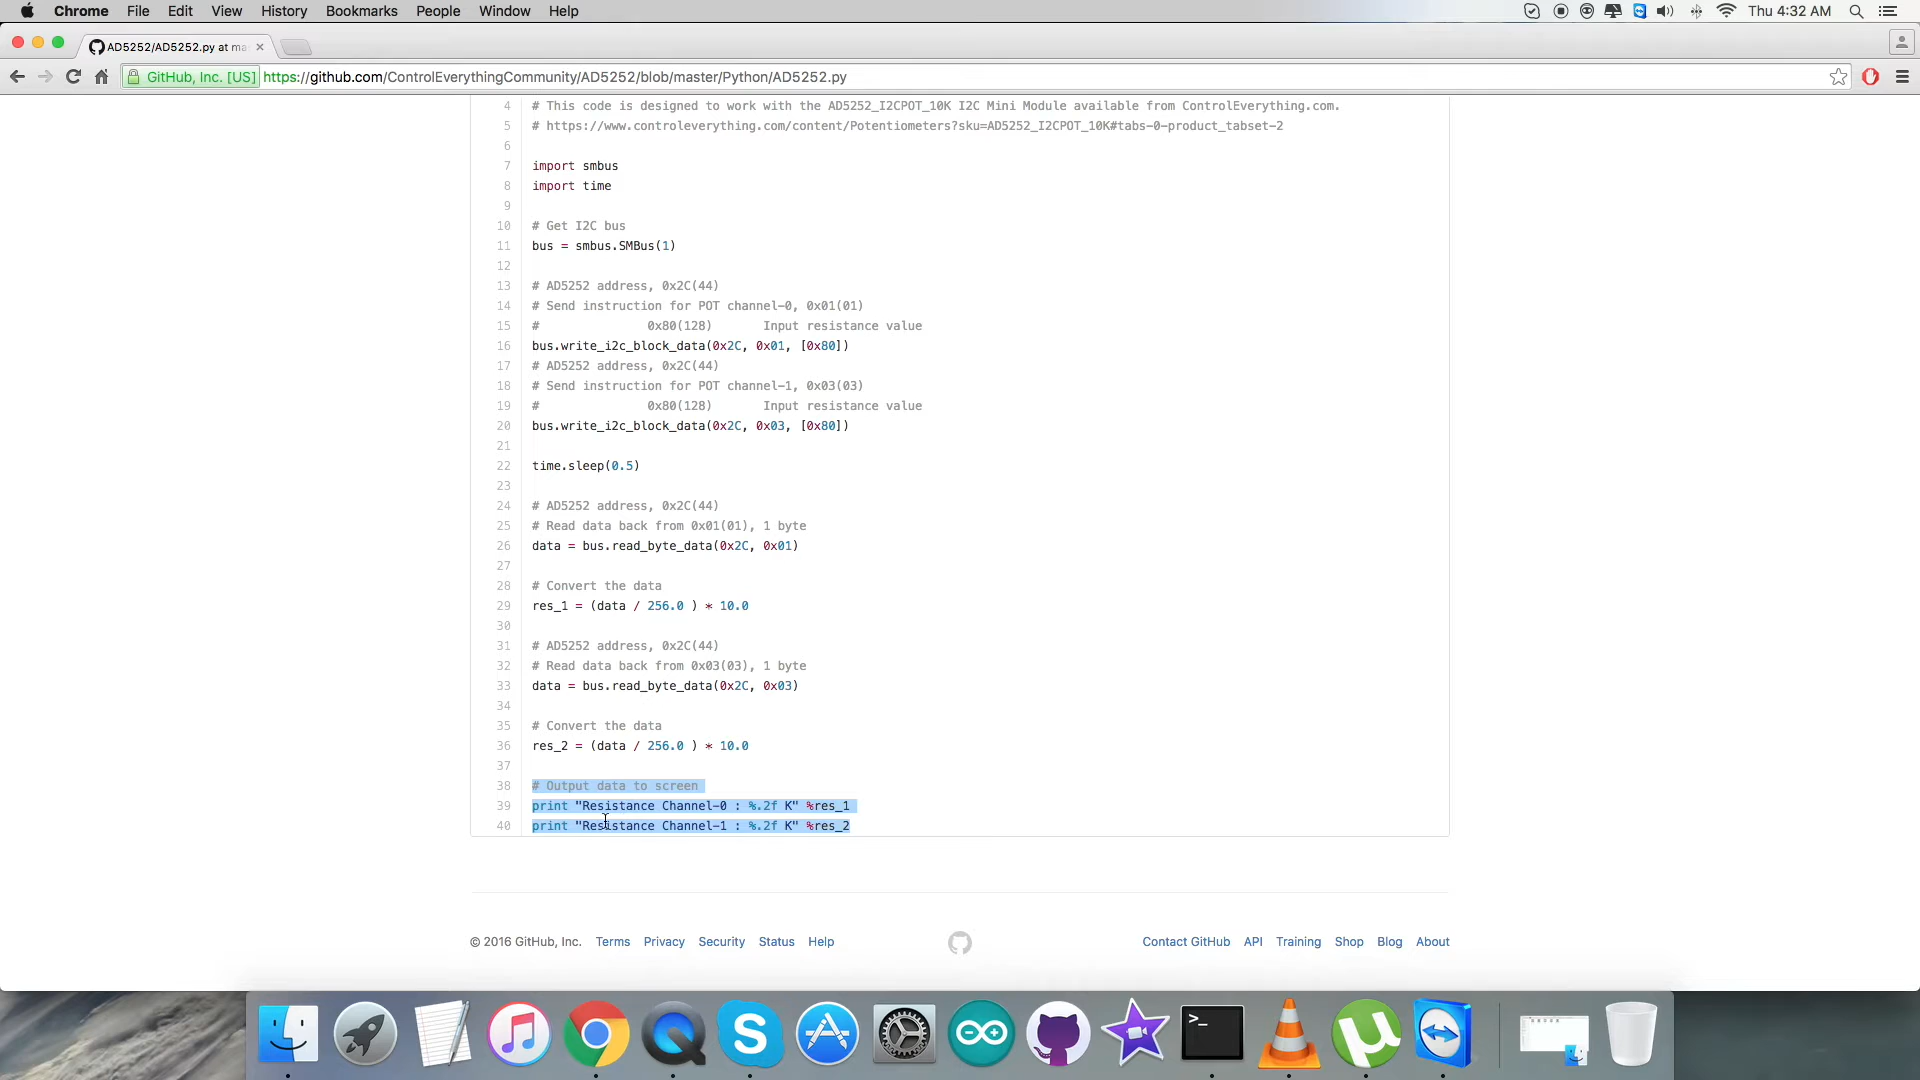 Chrome File Edit View History Bookmarks People Window Help Thu 4:32 AM
AD5252/AD5252.py at ma
GitHub, Inc. [US] https://github.com/ControlEverythingCommunity/AD5252/blob/master/Python/AD5252.py
4 # This code is designed to work with the AD5252_I2CPOT_10K I2C Mini Module available from ControlEverything.com.
5 # https://www.controleverything.com/content/Potentiometers?sku=AD5252_I2CPOT_10K#tabs-0-product_tabset-2
6
7 import smbus
8 import time
9
10 # Get I2C bus
11 bus = smbus.SMBus(1)
12
13 # AD5252 address, 0x2C(44)
14 # Send instruction for POT channel-0, 0x01(01)
15 # 0x80(128) Input resistance value
16 bus.write_i2c_block_data(0x2C, 0x01, [0x80])
17 # AD5252 address, 0x2C(44)
18 # Send instruction for POT channel-1, 0x03(03)
19 # 0x80(128) Input resistance value
20 bus.write_i2c_block_data(0x2C, 0x03, [0x80])
21
22 time.sleep(0.5)
23
24 # AD5252 address, 0x2C(44)
25 # Read data back from 0x01(01), 1 byte
26 data = bus.read_byte_data(0x2C, 0x01)
27
28 # Convert the data
29 res_1 = (data / 256.0 ) * 10.0
30
31 # AD5252 address, 0x2C(44)
32 # Read data back from 0x03(03), 1 byte
33 data = bus.read_byte_data(0x2C, 0x03)
34
35 # Convert the data
36 res_2 = (data / 256.0 ) * 10.0
37
38 # Output data to screen
39 print "Resistance Channel-0 : %.2f K" %res_1
40 print "Resistance Channel-1 : %.2f K" %res_2
© 2016 GitHub, Inc. Terms Privacy Security Status Help Contact GitHub API Training Shop Blog About